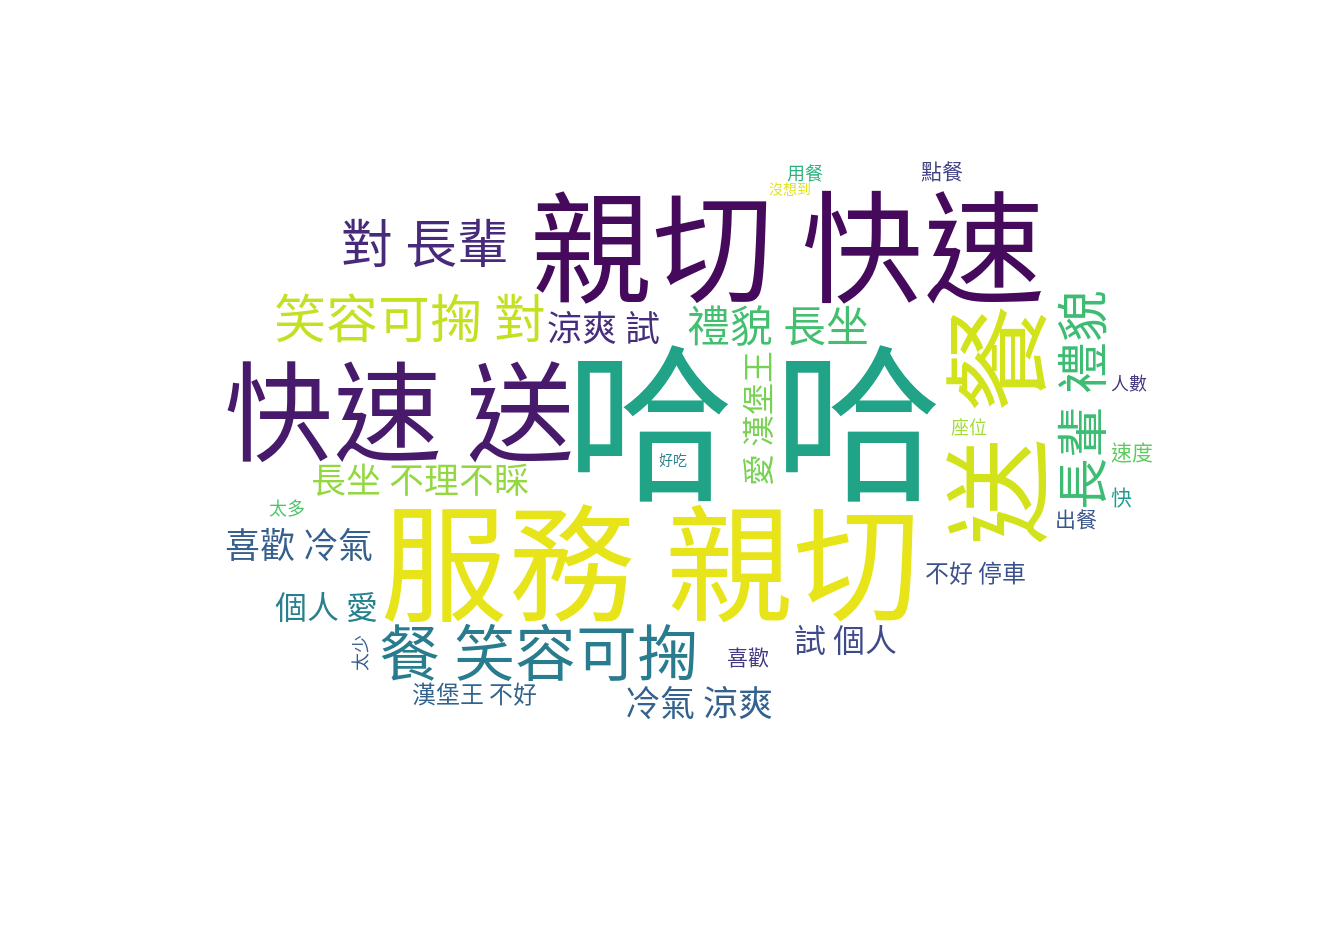 用餐
點餐
沒想到
親切 快速
對 長輩
笑容可掬 對
涼爽 試
禮貌 長坐
快速 送
哈 哈
愛 漢堡王
送 餐
長輩 禮貌
人數
座位
速度
好吃
長坐 不理不睬
快
太多
出餐
喜歡 冷氣
服務 親切
不好 停車
個人 愛
太少
餐 笑容可掬
喜歡
試 個人
漢堡王 不好
冷氣 涼爽